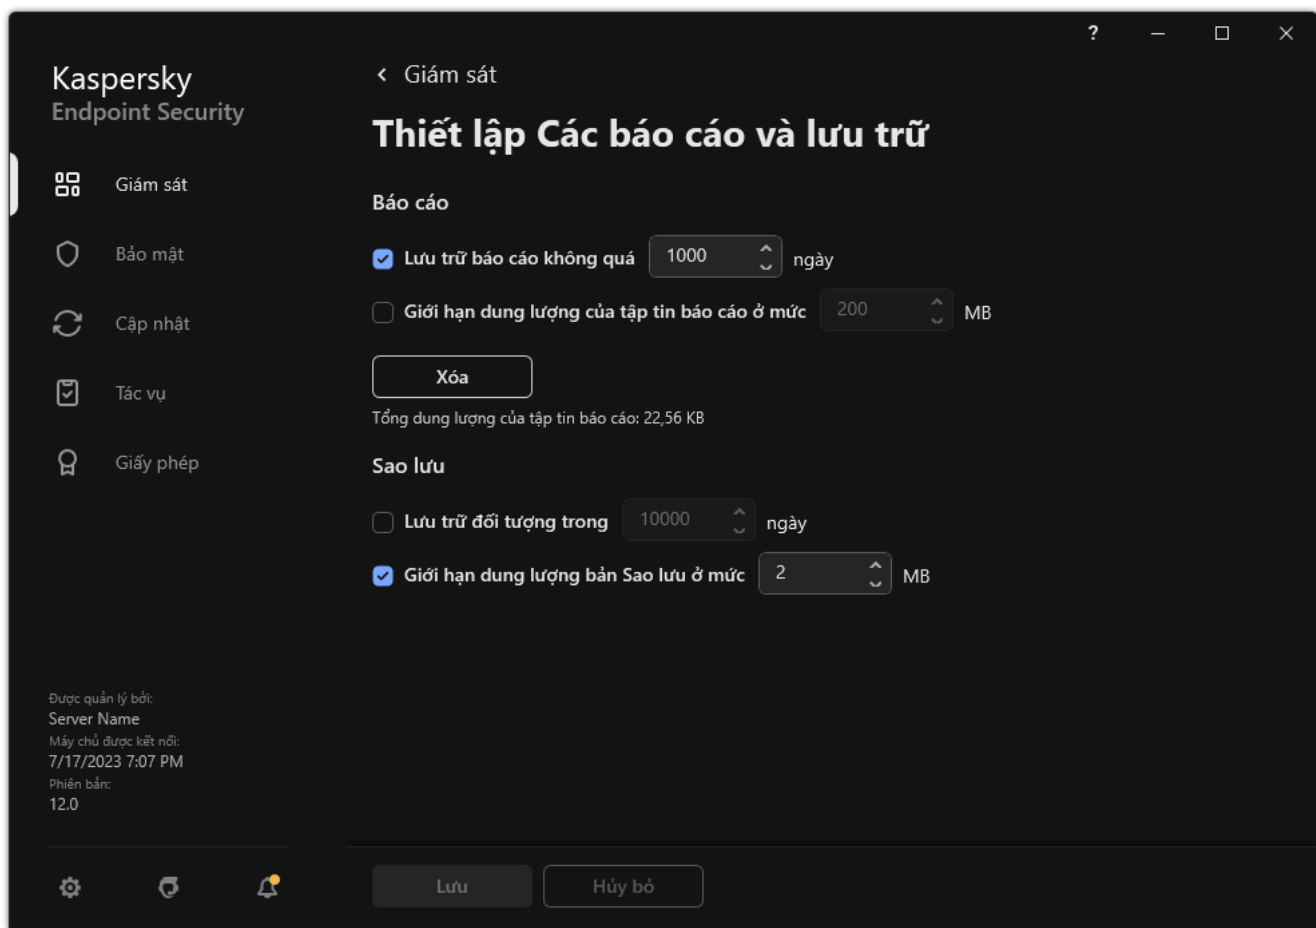 ?
Kaspersky
Endpoint Security
Giám sát
Bảo mật
Cập nhật
Tác vụ
Giấy phép
Được quản lý bởi:
Server Name
Máy chủ được kết nối:
7/17/2023 7:07 PM
Phiên bản:
12.0
Giám sát
Thiết lập Các báo cáo và lưu trữ
Báo cáo
Lưu trữ báo cáo không quá 1000 ngày
Giới hạn dung lượng của tập tin báo cáo ở mức 200 MB
Xóa
Tổng dung lượng của tập tin báo cáo: 22,56 KB
Sao lưu
Lưu trữ đối tượng trong 10000 ngày
Giới hạn dung lượng bản Sao lưu ở mức 2 MB
Lưu Hủy bỏ